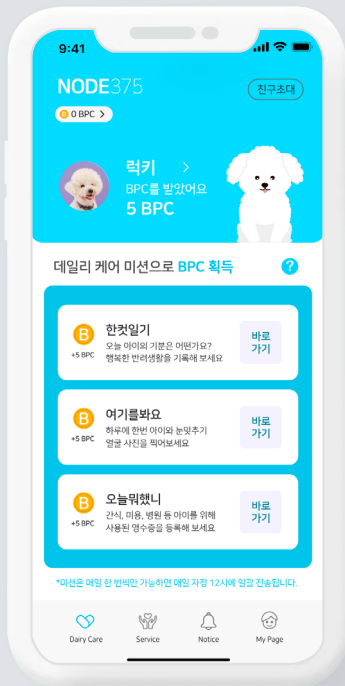 9:41
NODE375
친구초대
B 0 BPC >
럭키 >
BPC를 받았어요
5 BPC
데일리 케어 미션으로 BPC 획득 ?
B
+5 BPC
한컷일기
오늘 아이의 기분은 어떤가요?
행복한 반려생활을 기록해 보세요
바로
가기
B
+5 BPC
여기를봐요
하루에 한번 아이와 눈맞추기
얼굴 사진을 찍어보세요
바로
가기
B
+5 BPC
오늘뭐했니
간식, 미용, 병원 등 아이를 위해
사용된 영수증을 등록해 보세요
바로
가기
*미션은 매일 한 번씩만 가능하면 매일 자정 12시에 일괄 전송됩니다.
Dairy Care
Service
Notice
My Page